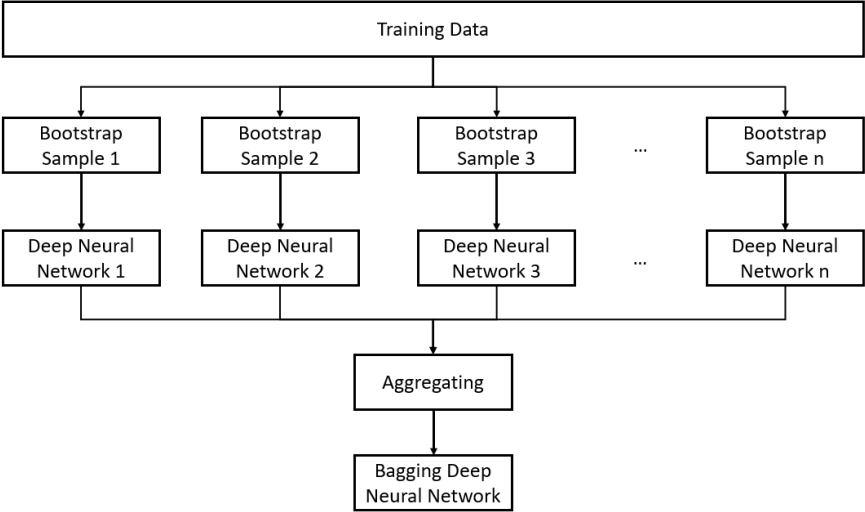 Training Data
Bootstrap
Sample 1
Bootstrap
Sample 2
Bootstrap
Sample 3
...
Bootstrap
Sample n
Deep Neural
Network 1
Deep Neural
Network 2
Deep Neural
Network 3
...
Deep Neural
Network n
Aggregating
Bagging Deep
Neural Network